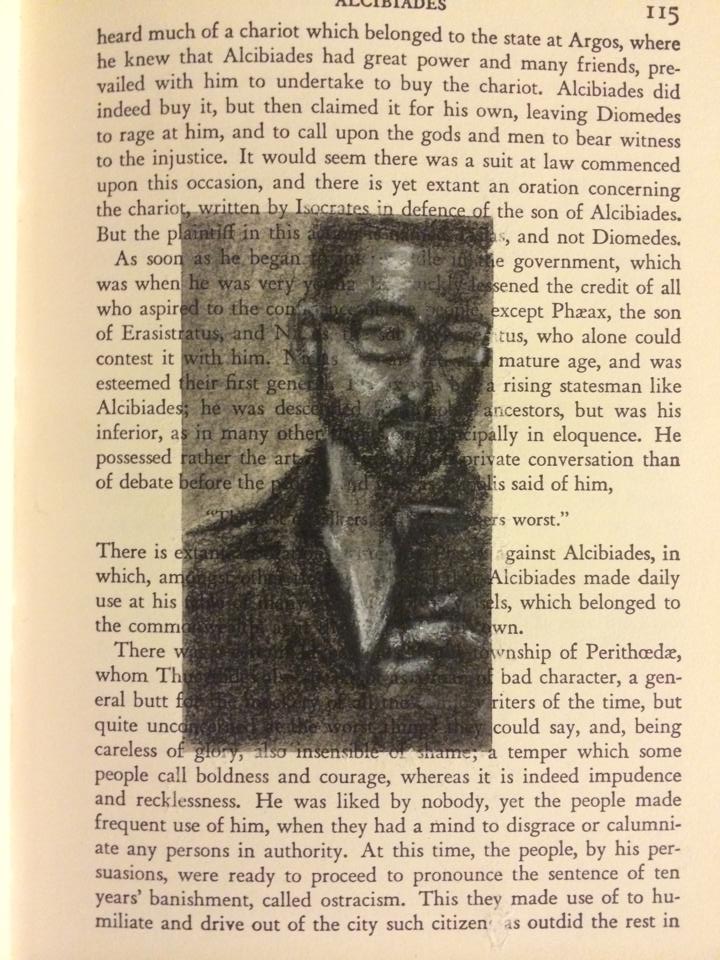 ALCIBIADES
115
heard much of a chariot which belonged to the state at Argos, where
he knew that Alcibiades had great power and many friends, pre-
vailed with him to undertake to buy the chariot. Alcibiades did
indeed buy it, but then claimed it for his own, leaving Diomedes
to rage at him, and to call upon the gods and men to bear witness
to the injustice. It would seem there was a suit at law commenced
upon this occasion, and there is yet extant an oration concerning
the chariot, written by Isocrates in defence of the son of Alcibiades.
But the plaintiff in this and not Diomedes.
As soon as he began the government, which
was when he was very lessened the credit of all
who aspired to the of the people, except Phæax, the son
of Erasistratus, and who alone could
contest it with him. mature age, and was
esteemed their first a rising statesman like
Alcibiades; he was ancestors, but was his
inferior, as in many other in eloquence. He
possessed rather the private conversation than
of debate before the said of him,
worst.”
There is against Alcibiades, in
which, Alcibiades made daily
use at his which belonged to
the
There township of Perithœdæ,
whom bad character, a gen-
eral butt of the time, but
quite could say, and, being
careless of glory, also insensible of shame; a temper which some
people call boldness and courage, whereas it is indeed impudence
and recklessness. He was liked by nobody, yet the people made
frequent use of him, when they had a mind to disgrace or calumni-
ate any persons in authority. At this time, the people, by his per-
suasions, were ready to proceed to pronounce the sentence of ten
years’ banishment, called ostracism. This they made use of to hu-
miliate and drive out of the city such citizen as outdid the rest in